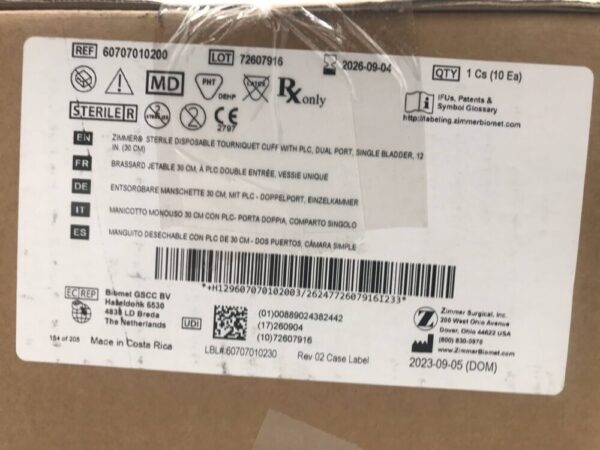 REF 60707010200
LOT 72607916
2026-09-04
QTY 1 Cs (10 Ea)
MD
PHT
DEHP
LATEX
Rx only
IFUs, Patents &
Symbol Glossary
http://labeling.zimmerbiomet.com
STERILE R
2
CE
2797
EN ZIMMER® STERILE DISPOSABLE TOURNIQUET CUFF WITH PLC, DUAL PORT, SINGLE BLADDER, 12
IN. (30 CM)
FR BRASSARD JETABLE 30 CM, À PLC DOUBLE ENTRÉE, VESSIE UNIQUE
DE ENTSORGBARE MANSCHETTE 30 CM, MIT PLC - DOPPELPORT, EINZELKAMMER
IT MANICOTTO MONOUSO 30 CM CON PLC- PORTA DOPPIA, COMPARTO SINGOLO
ES MANGUITO DESECHABLE CON PLC DE 30 CM - DOS PUERTOS, CÁMARA SIMPLE
*+H129607070102003/26247726079161233*
EC REP Biomet GSCC BV
Hazeldonk 6530
4836 LD Breda
The Netherlands
UDI
(01)00889024382442
(17)260904
(10)72607916
Z
Zimmer Surgical, Inc.
200 West Ohio Avenue
Dover, Ohio 44622 USA
(800) 830-0970
www.ZimmerBiomet.com
184 of 205
Made in Costa Rica
LBL#:60707010230
Rev 02 Case Label
2023-09-05 (DOM)